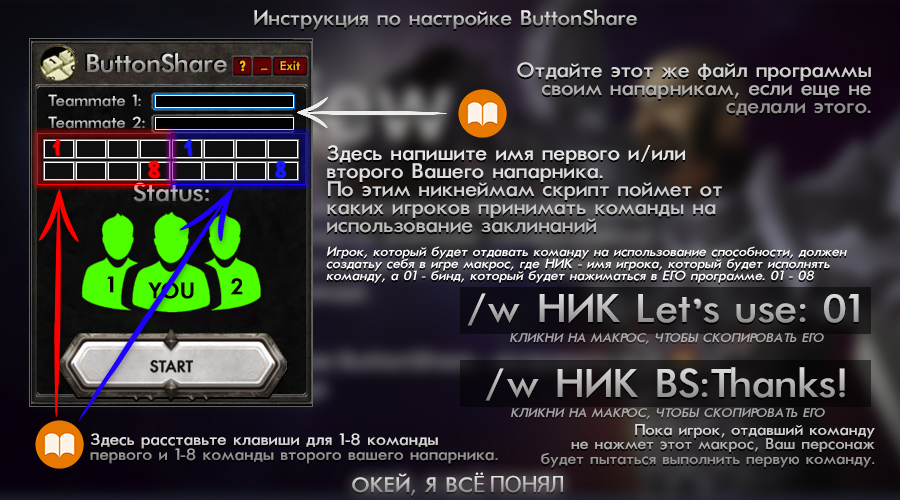 Инструкция по настройке ButtonShare
ButtonShare ? _ Exit
Teammate 1:
Teammate 2:
1 1
8 8
Status:
1 YOU 2
START
Отдайте этот же файл программы
своим напарникам, если еще не
сделали этого.
Здесь напишите имя первого и/или
второго Вашего напарника.
По этим никнеймам скрипт поймет от
каких игроков принимать команды на
использование заклинаний
Игрок, который будет отдавать команду на использование способности, должен
создатьу себя в игре макрос, где НИК - имя игрока, который будет исполнять
команду, а 01 - бинд, который будет нажиматься в ЕГО программе. 01 - 08
/w НИК Let's use: 01
КЛИКНИ НА МАКРОС, ЧТОБЫ СКОПИРОВАТЬ ЕГО
/w НИК BS:Thanks!
КЛИКНИ НА МАКРОС, ЧТОБЫ СКОПИРОВАТЬ ЕГО
Пока игрок, отдавший команду
не нажмет этот макрос, Ваш персонаж
будет пытаться выполнить первую команду.
Здесь расставьте клавиши для 1-8 команды
первого и 1-8 команды второго вашего напарника.
ОКЕЙ, Я ВСЁ ПОНЯЛ